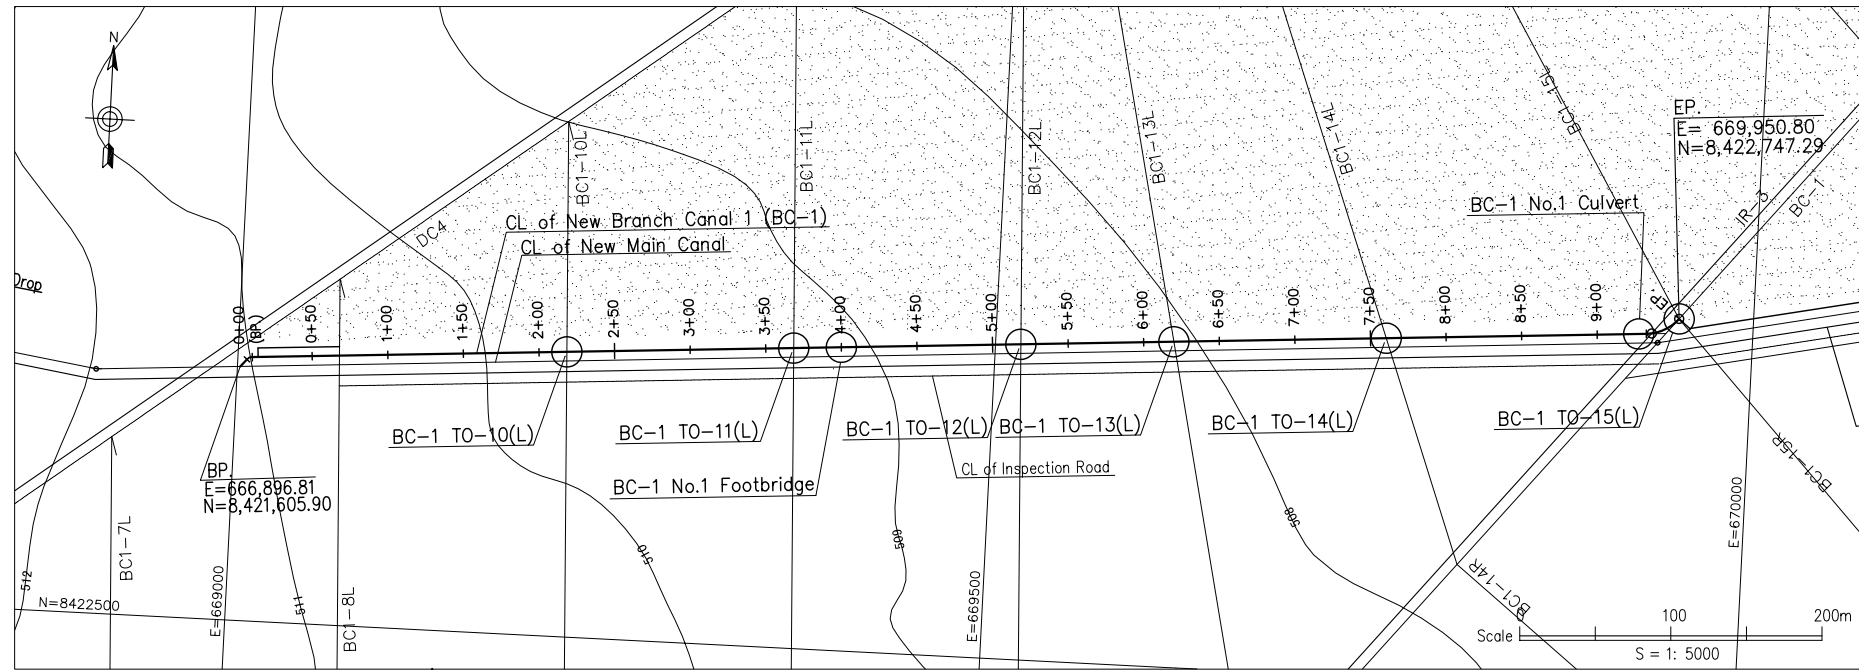 N
Drop
DC4
CL of New Branch Canal 1 (BC-1)
CL of New Main Canal
BC1-10L
BC1-11L
BC1-12L
BC1-13L
BC1-14L
BC1-15L
EP.
E= 669,950.80
N=8,422,747.29
BC-1 No.1 Culvert
IR-3
BC-1
0+00
(BP)
0+50
1+00
1+50
2+00
2+50
3+00
3+50
4+00
4+50
5+00
5+50
6+00
6+50
7+00
7+50
8+00
8+50
9+00
EP.
BC-1 TO-10(L)
BC-1 TO-11(L)
BC-1 TO-12(L)
BC-1 TO-13(L)
BC-1 TO-14(L)
BC-1 TO-15(L)
BP.
E=666,896.81
N=8,421,605.90
BC-1 No.1 Footbridge
CL of Inspection Road
BC1-7L
BC1-8L
BC1-14R
BC1-15R
512
511
510
509
508
N=8422500
E=669000
E=669500
E=670000
Scale
0 100 200m
S = 1: 5000